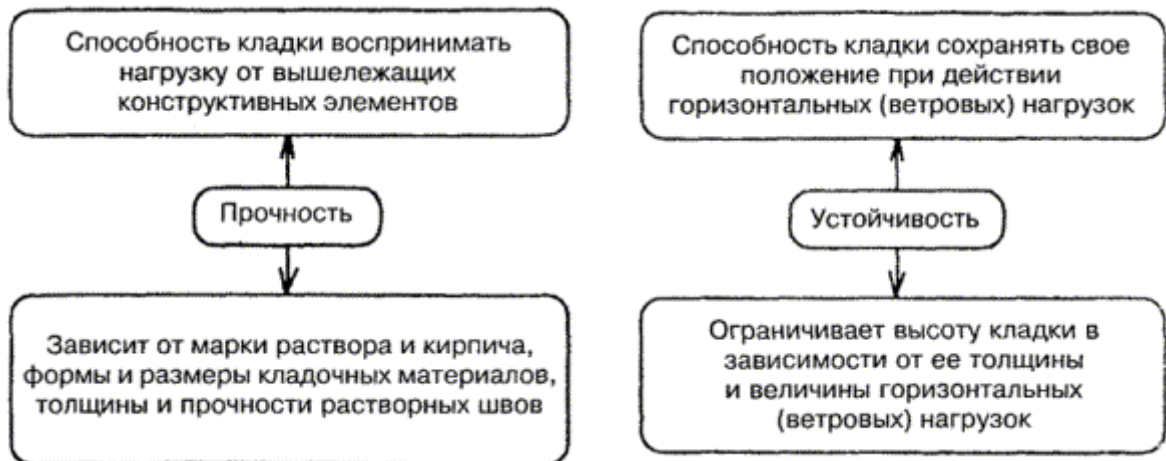 Способность кладки воспринимать
нагрузку от вышележащих
конструктивных элементов
Прочность
Зависит от марки раствора и кирпича,
формы и размеры кладочных материалов,
толщины и прочности растворных швов
Способность кладки сохранять свое
положение при действии
горизонтальных (ветровых) нагрузок
Устойчивость
Ограничивает высоту кладки в
зависимости от ее толщины
и величины горизонтальных
(ветровых) нагрузок